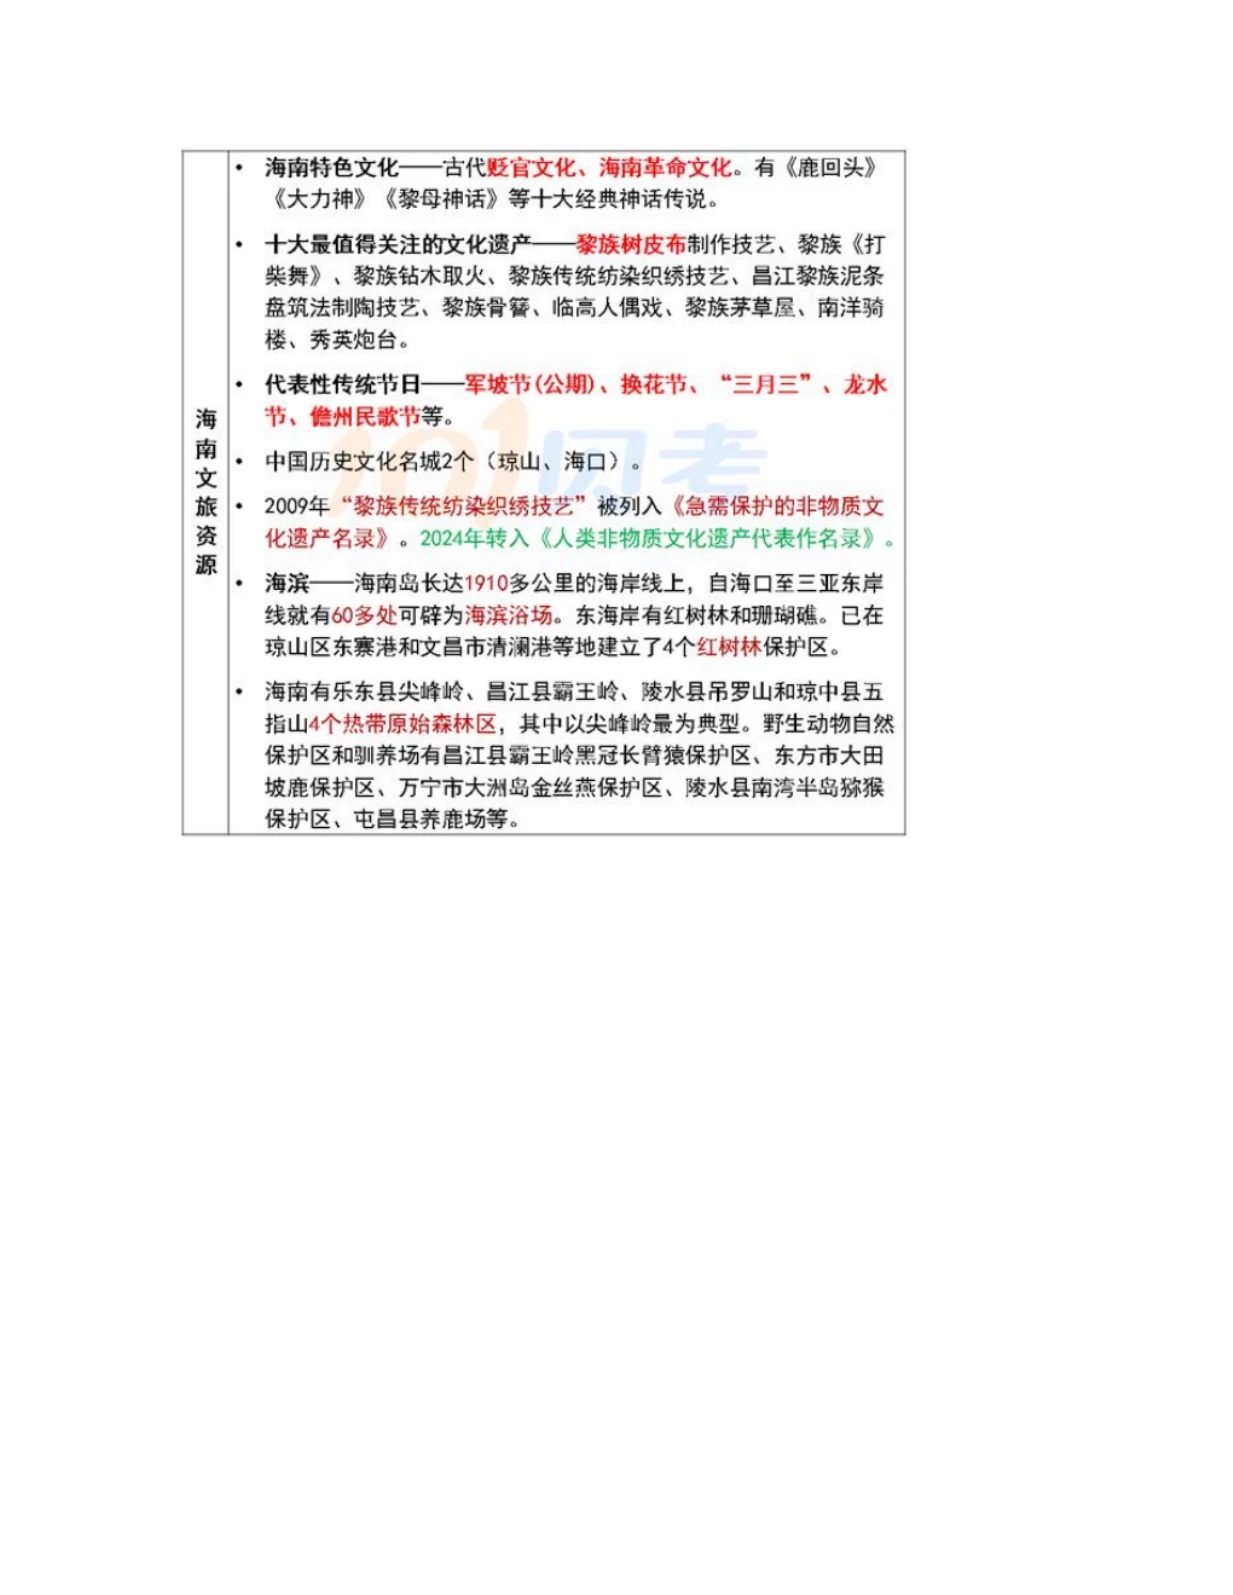 海南文旅资源
• 海南特色文化——古代贬官文化、海南革命文化。有《鹿回头》
《大力神》《黎母神话》等十大经典神话传说。
• 十大最值得关注的文化遗产——黎族树皮布制作技艺、黎族《打
柴舞》、黎族钻木取火、黎族传统纺染织绣技艺、昌江黎族泥条
盘筑法制陶技艺、黎族骨簪、临高人偶戏、黎族茅草屋、南洋骑
楼、秀英炮台。
• 代表性传统节日——军坡节(公期)、换花节、“三月三”、龙水
节、儋州民歌节等。
• 中国历史文化名城2个（琼山、海口）。
• 2009年“黎族传统纺染织绣技艺”被列入《急需保护的非物质文
化遗产名录》。2024年转入《人类非物质文化遗产代表作名录》。
• 海滨——海南岛长达1910多公里的海岸线上，自海口至三亚东岸
线就有60多处可辟为海滨浴场。东海岸有红树林和珊瑚礁。已在
琼山区东寨港和文昌市清澜港等地建立了4个红树林保护区。
• 海南有乐东县尖峰岭、昌江县霸王岭、陵水县吊罗山和琼中县五
指山4个热带原始森林区，其中以尖峰岭最为典型。野生动物自然
保护区和驯养场有昌江县霸王岭黑冠长臂猿保护区、东方市大田
坡鹿保护区、万宁市大洲岛金丝燕保护区、陵水县南湾半岛猕猴
保护区、屯昌县养鹿场等。
101闪考